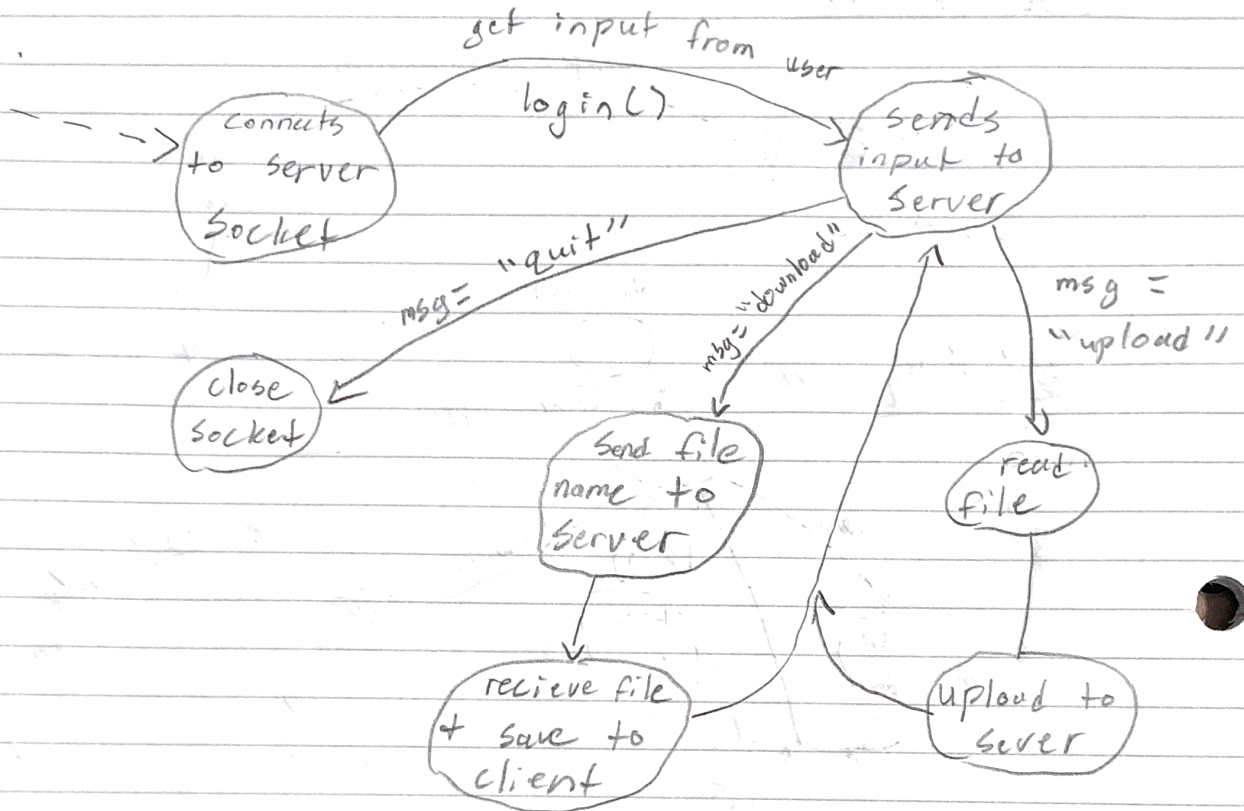 get input from user
login()
connects
to server
socket
sends
input to
server
msg = "quit"
msg = "download"
msg =
"upload"
close
socket
send file
name to
server
read
file
recieve file
+ save to
client
upload to
sever